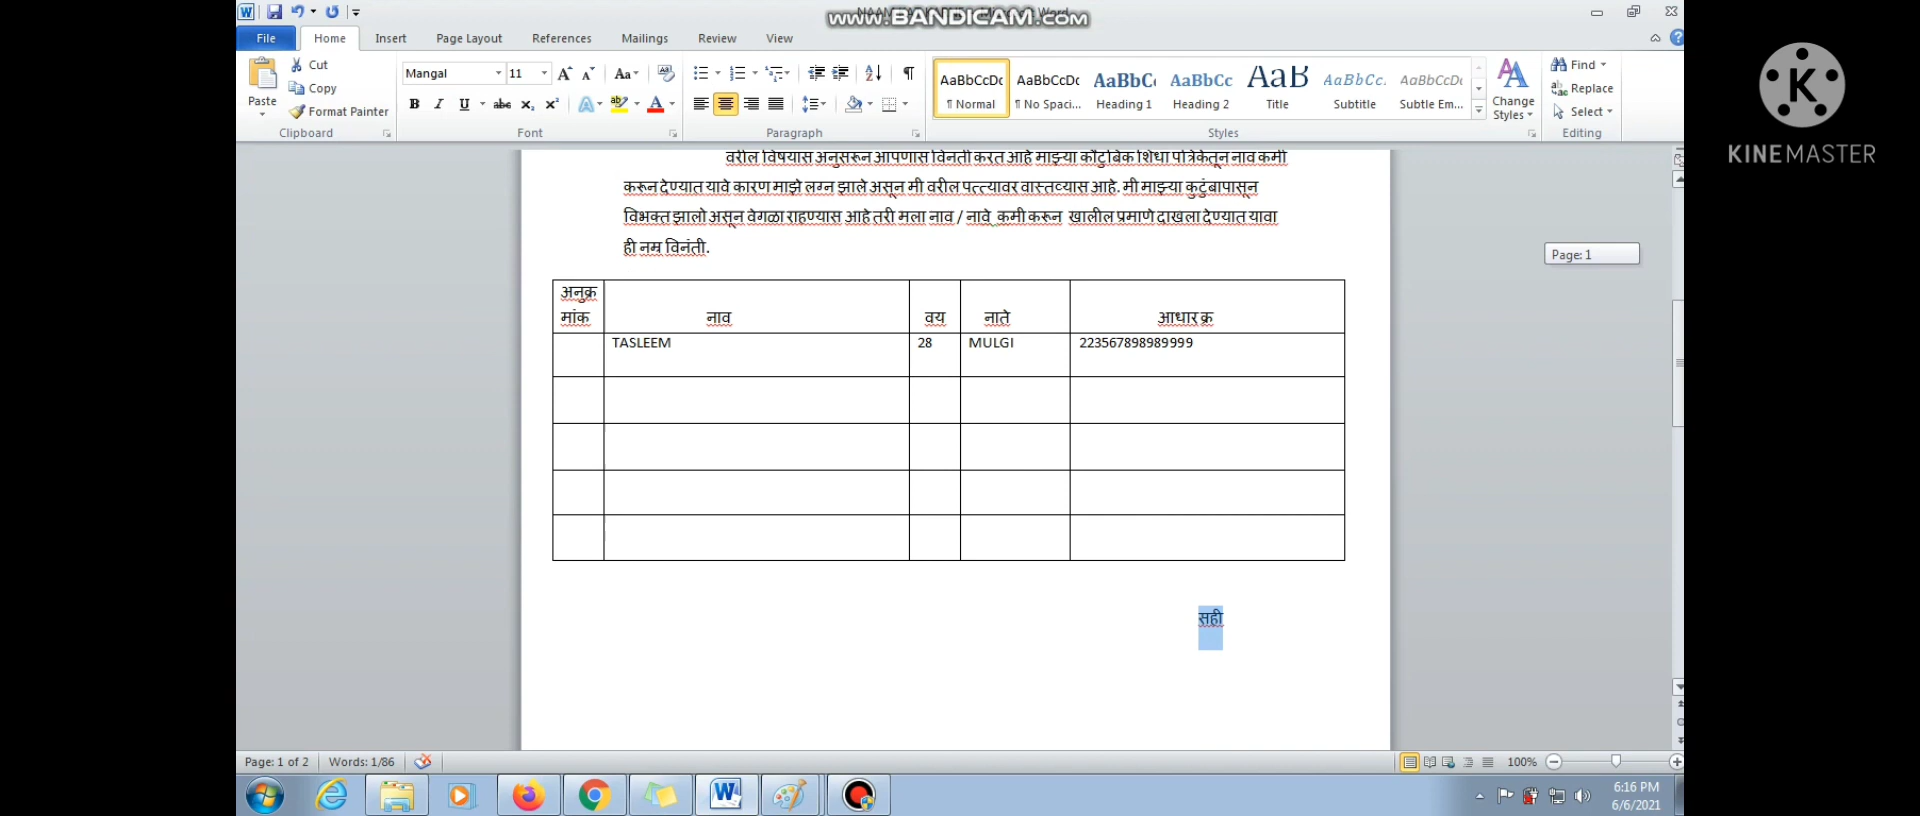 www.BANDICAM.com
File Home Insert Page Layout References Mailings Review View
Paste
Cut
Copy
Format Painter
Clipboard
Mangal 11
Font
Paragraph
AaBbCcDc AaBbCcDc AaBbC AaBbCc AaB AaBbCc. AaBbCcDc
¶ Normal ¶ No Spaci... Heading 1 Heading 2 Title Subtitle Subtle Em...
Change
Styles
Styles
Find
Replace
Select
Editing
K
KINEMASTER
वरील विषयास अनुसरून आपणास विनंती करत आहे माझ्या कौटुंबिक शिधा पत्रिकेतून नाव कमी
करून देण्यात यावे कारण माझे लग्न झाले असून मी वरील पत्त्यावर वास्तव्यास आहे. मी माझ्या कुटुंबापासून
विभक्त झालो असून वेगळा राहण्यास आहे तरी मला नाव / नावे कमी करून खालील प्रमाणे दाखला देण्यात यावा
ही नम्र विनंती.
Page: 1
अनुक्र
मांक नाव वय नाते आधार क्र
TASLEEM 28 MULGI 223567898989999
सही
Page: 1 of 2 Words: 1/86 100%
6:16 PM
6/6/2021